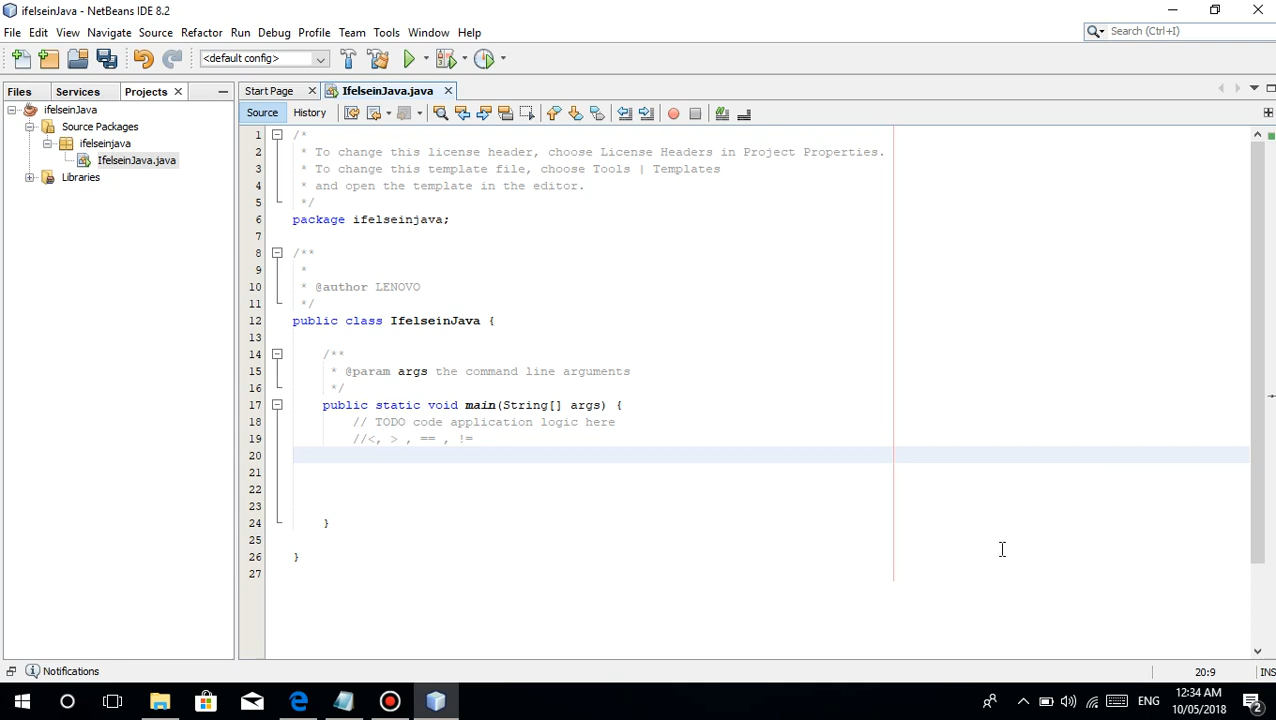 ifelseinJava - NetBeans IDE 8.2
File Edit View Navigate Source Refactor Run Debug Profile Team Tools Window Help
Search (Ctrl+I)
<default config>
Files Services Projects
Start Page IfelseinJava.java
ifelseinJava
Source Packages
ifelseinjava
IfelseinJava.java
Libraries
Source History
1 /*
2 * To change this license header, choose License Headers in Project Properties.
3 * To change this template file, choose Tools | Templates
4 * and open the template in the editor.
5 */
6 package ifelseinjava;
7
8 /**
9 *
10 * @author LENOVO
11 */
12 public class IfelseinJava {
13
14 /**
15 * @param args the command line arguments
16 */
17 public static void main(String[] args) {
18 // TODO code application logic here
19 //<, > , == , !=
20
21
22
23
24 }
25
26 }
27
Notifications
20:9
INS
ENG
12:34 AM
10/05/2018
2